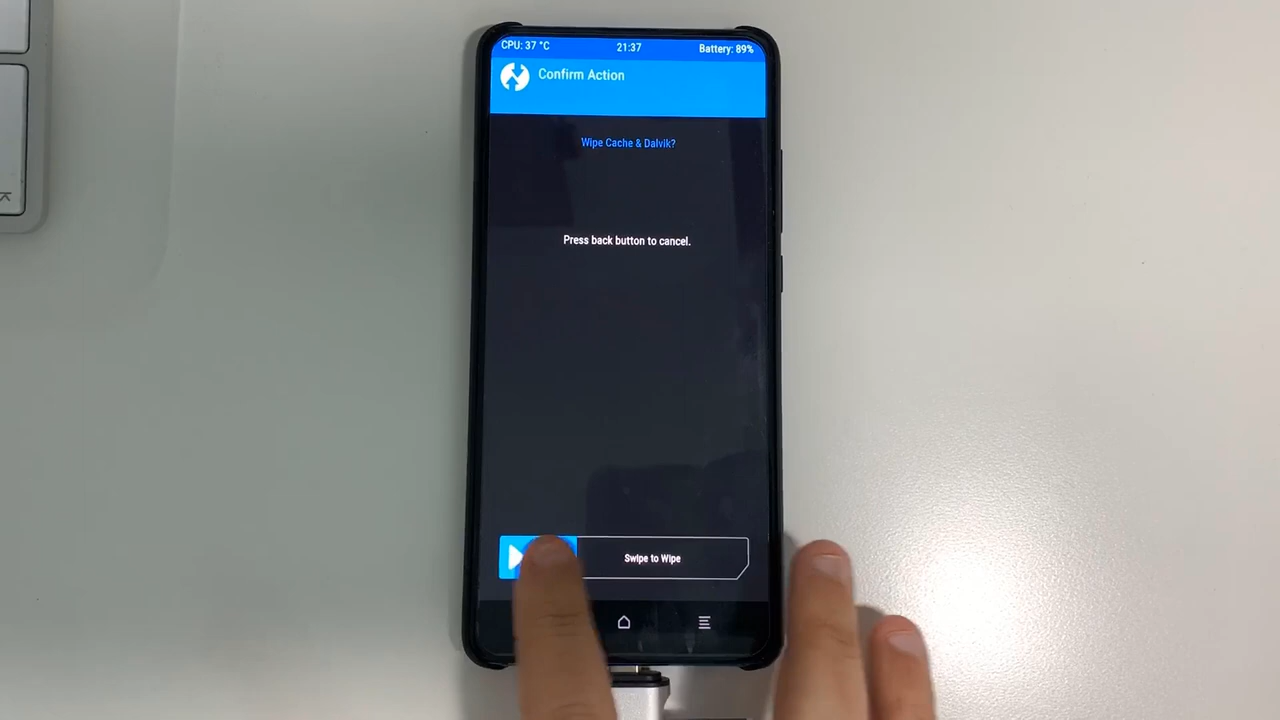 CPU: 37 °C 21:37 Battery: 89%
Confirm Action
Wipe Cache & Dalvik?
Press back button to cancel.
Swipe to Wipe